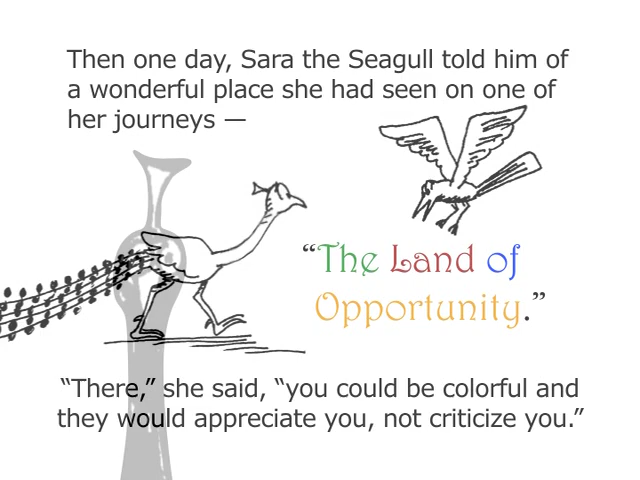 Then one day, Sara the Seagull told him of
a wonderful place she had seen on one of
her journeys —
“The Land of
Opportunity.”
“There,” she said, “you could be colorful and
they would appreciate you, not criticize you.”